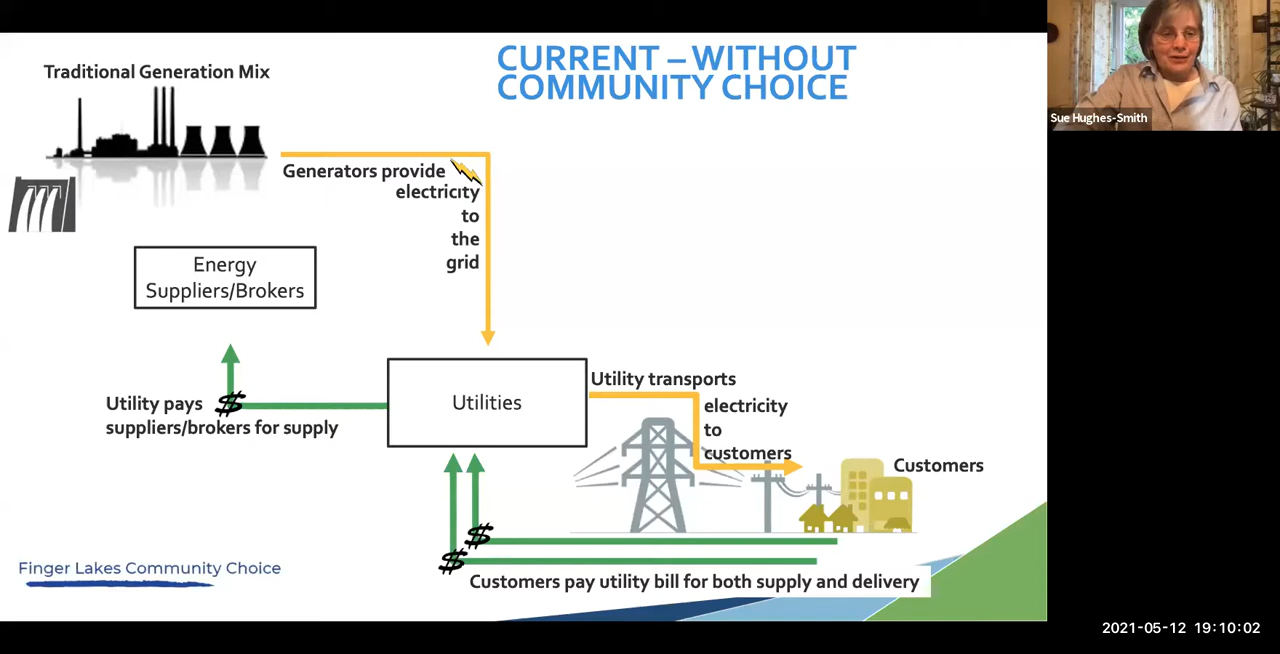 CURRENT – WITHOUT
COMMUNITY CHOICE
Traditional Generation Mix
Sue Hughes-Smith
Generators provide
electricity
to
the
grid
Energy
Suppliers/Brokers
Utility transports
electricity
to
customers
Utilities
Utility pays $
suppliers/brokers for supply
Customers
$
$
Customers pay utility bill for both supply and delivery
Finger Lakes Community Choice
2021-05-12 19:10:02